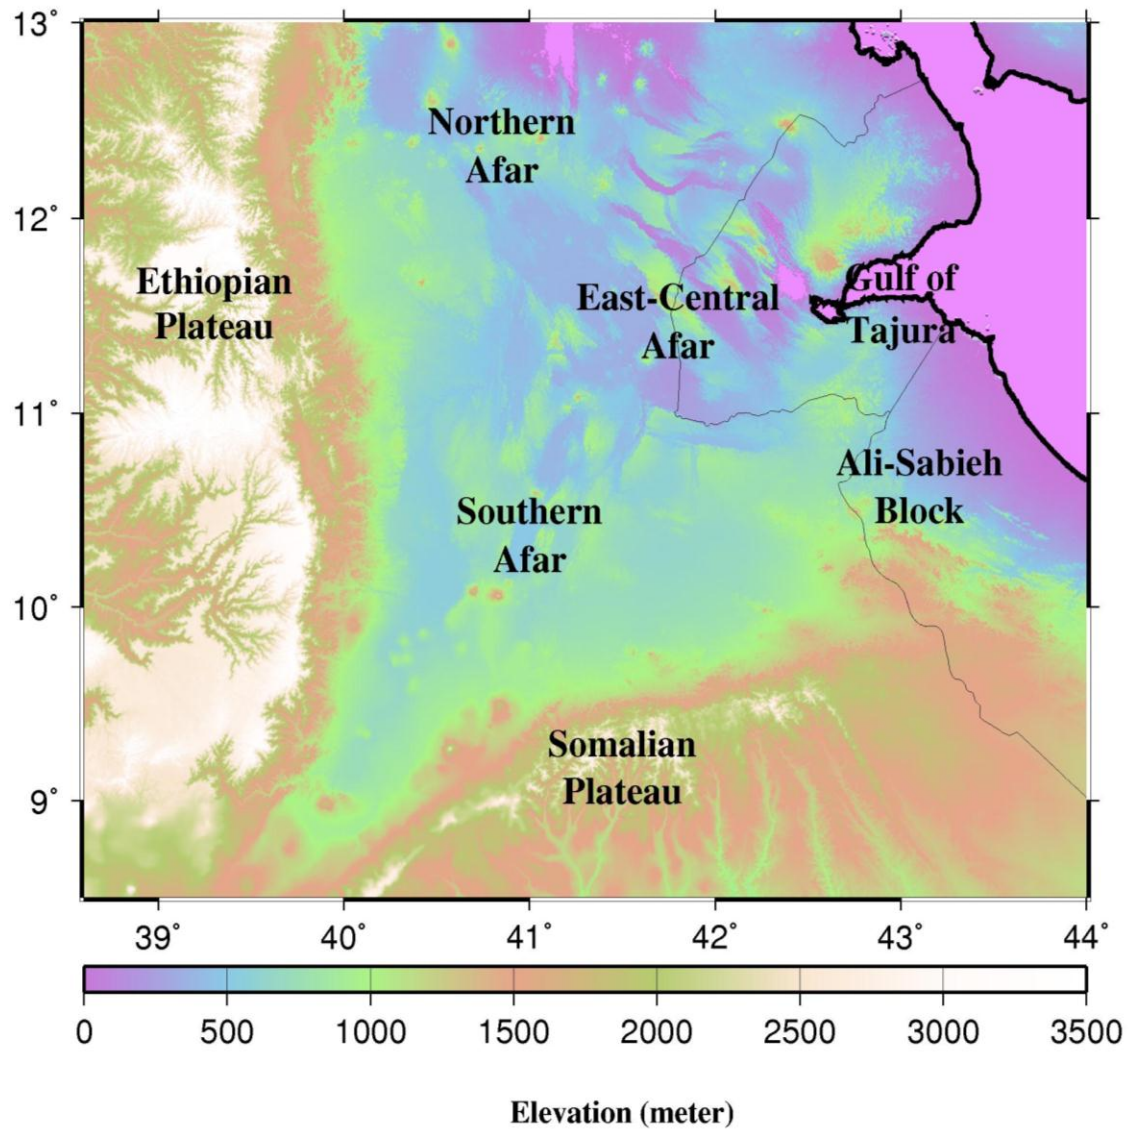 13°
Northern
Afar
12°
Ethiopian
Plateau
Gulf of
Tajura
East-Central
Afar
11°
Ali-Sabieh
Block
Southern
Afar
10°
Somalian
Plateau
9°
39° 40° 41° 42° 43° 44°
0 500 1000 1500 2000 2500 3000 3500
Elevation (meter)